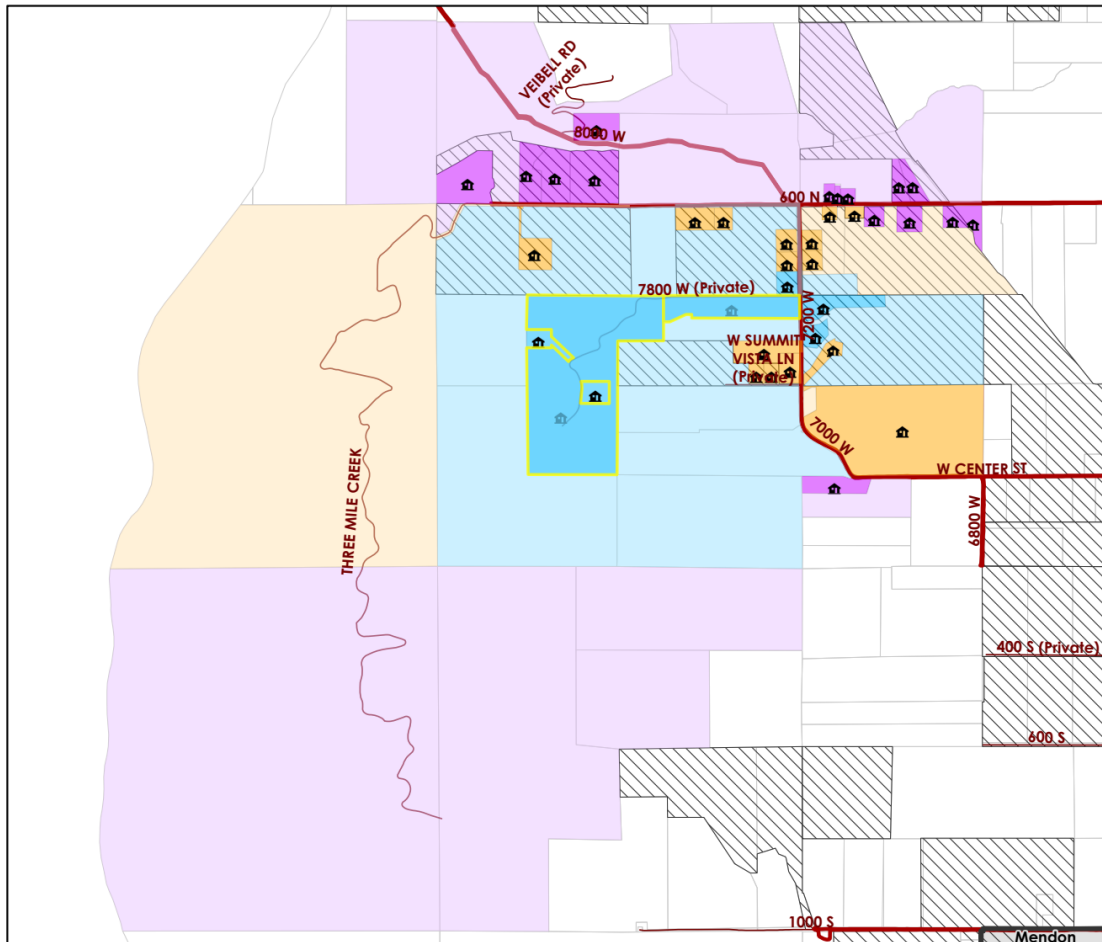 VEIBELL RD
(Private)
8000 W
600 N
7800 W (Private)
7200 W
W SUMMIT
VISTA LN
(Private)
7000 W
W CENTER ST
6800 W
THREE MILE CREEK
400 S (Private)
600 S
1000 S
Mendon